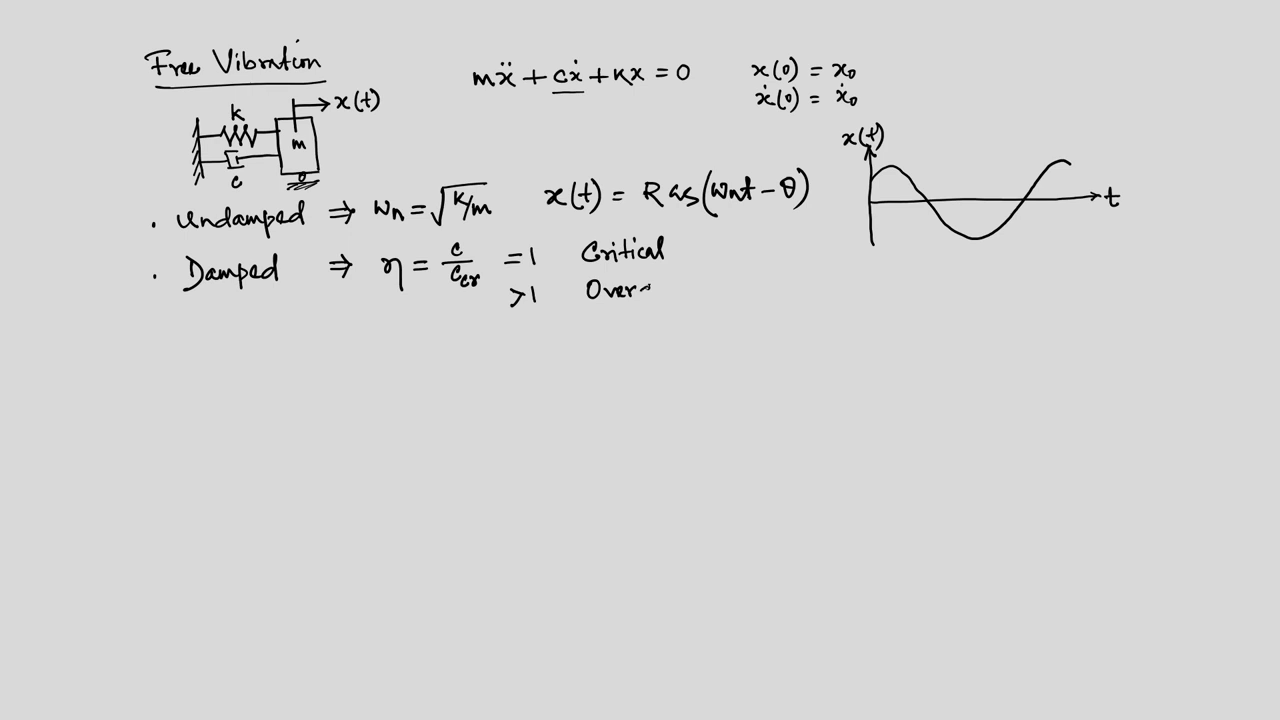 Free Vibration
mẍ + cẋ + kx = 0
x(0) = x₀
ẋ(0) = ẋ₀
k
x(t)
m
c
x(t)
t
. Undamped ⇒ ωn = √k/m x(t) = R cos(ωnt - θ)
. Damped ⇒ η = c/ccr = 1 Critical
> 1 Over